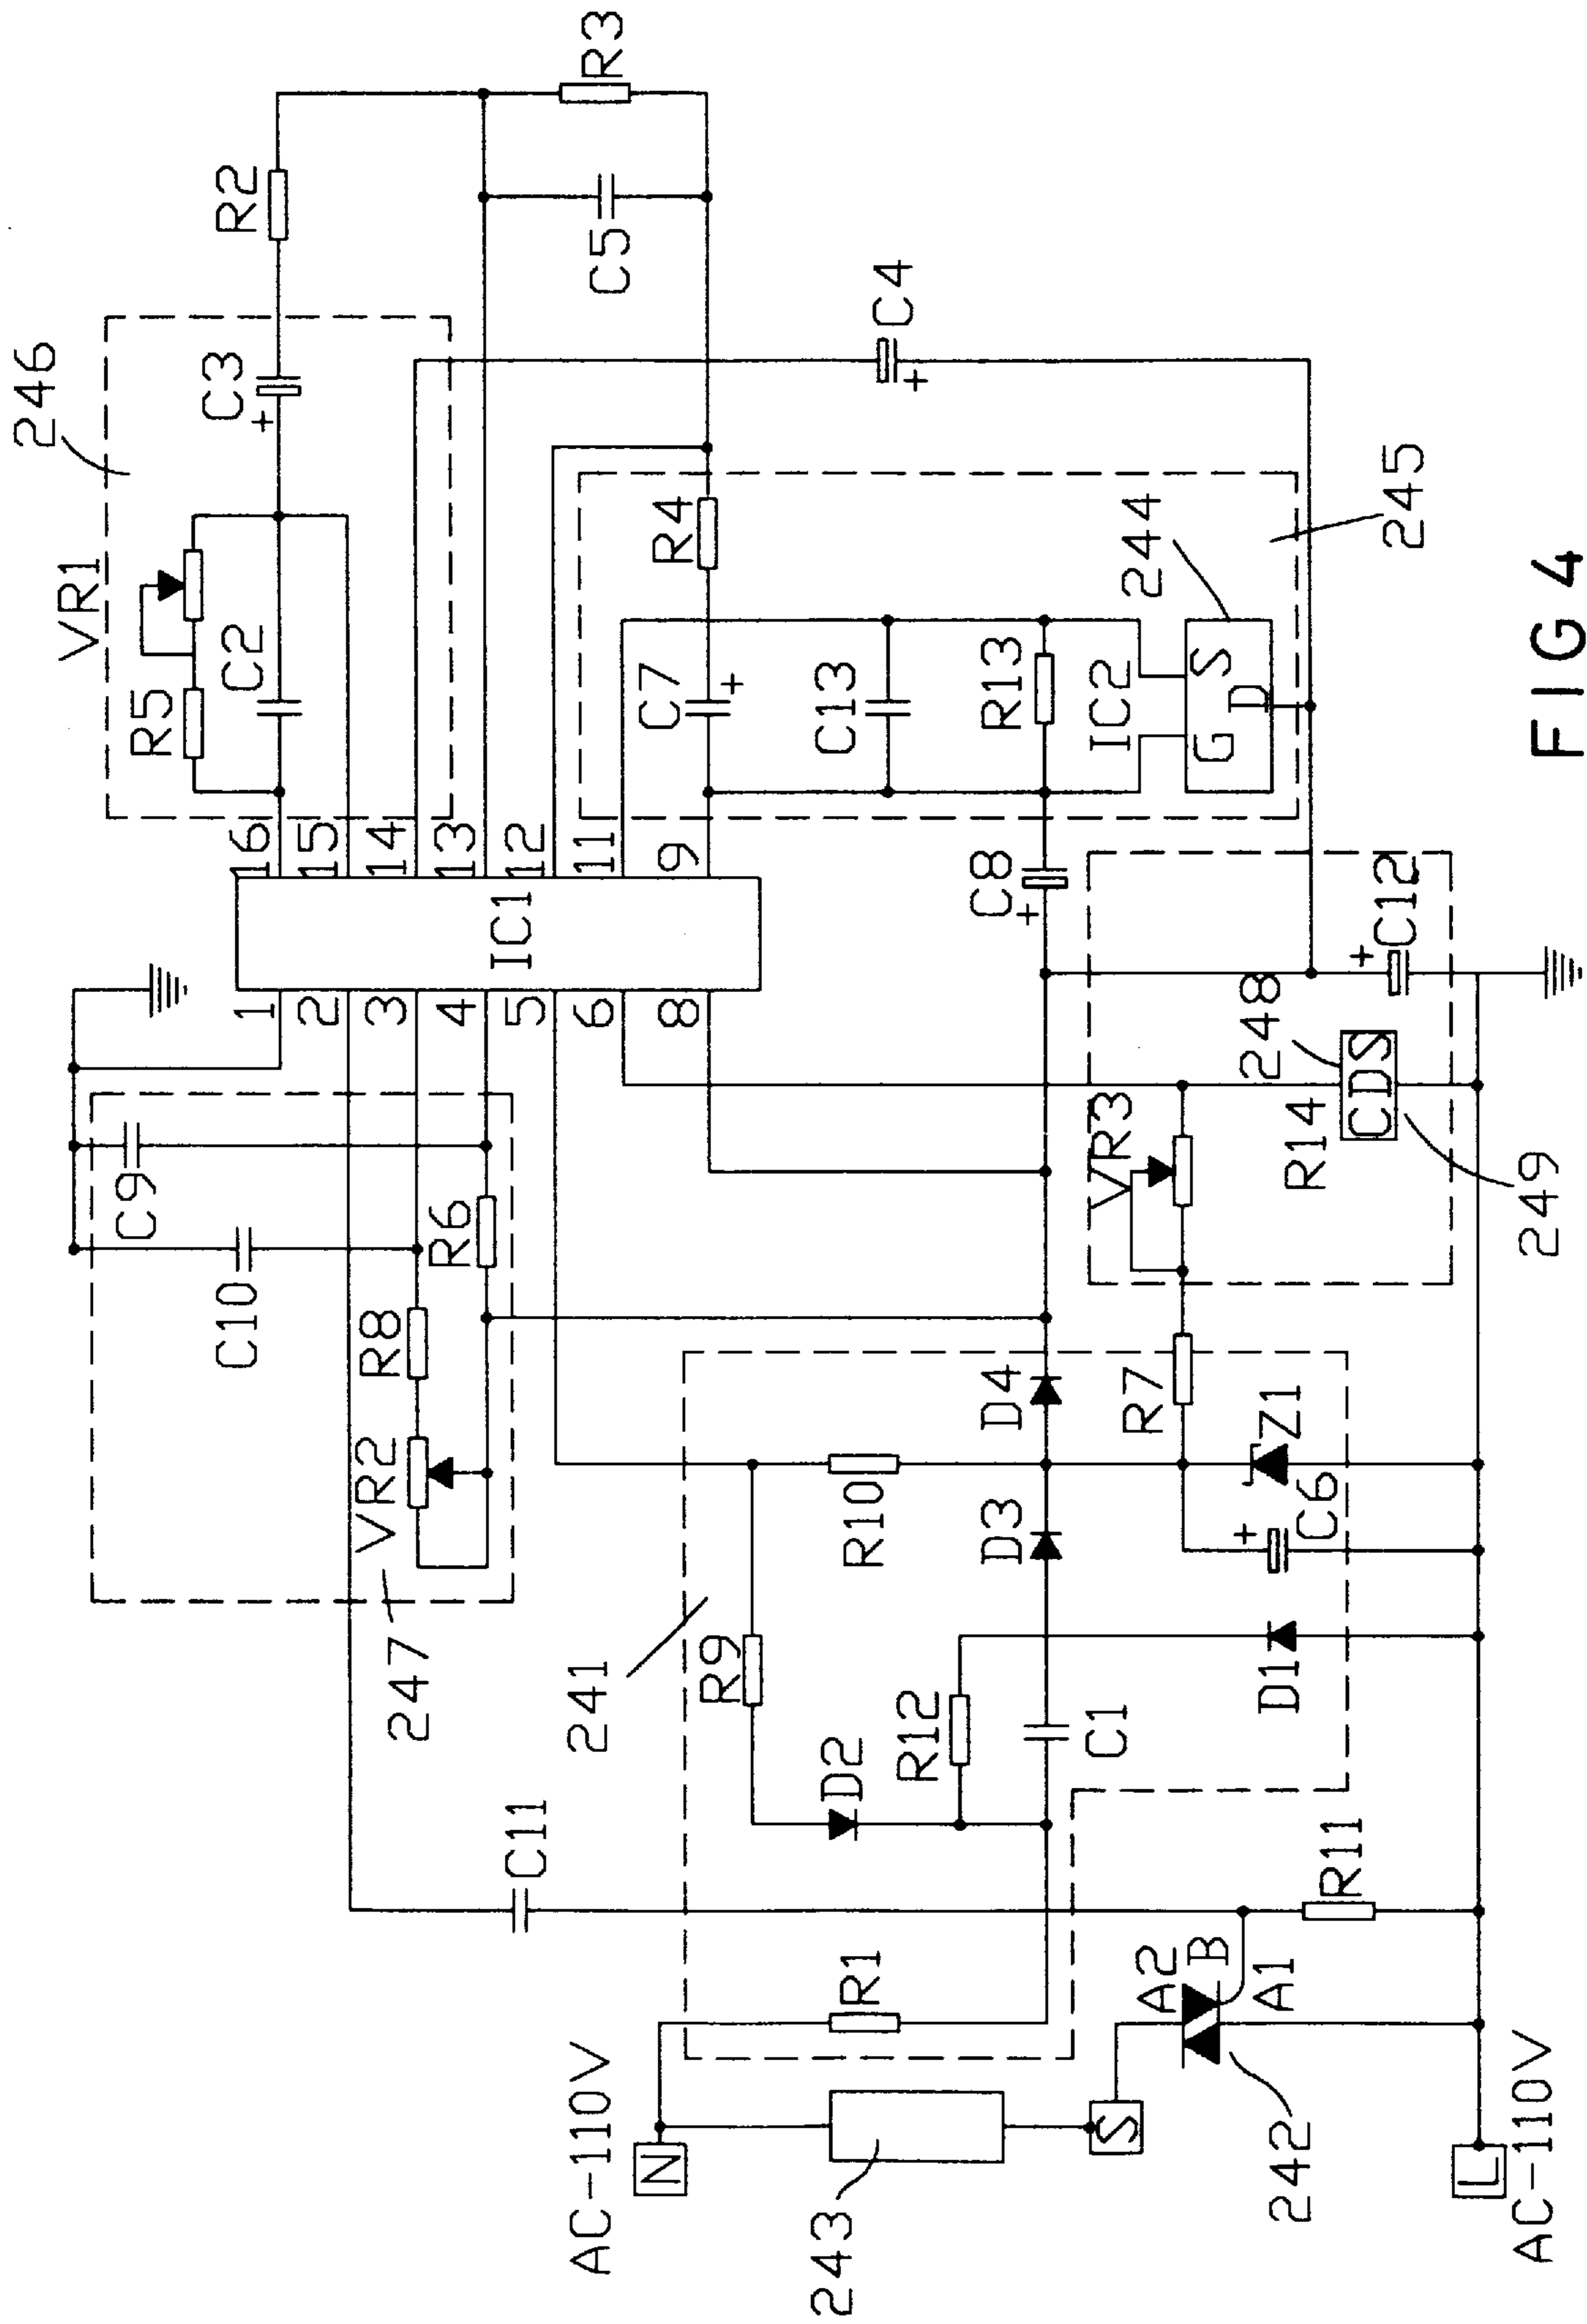 246
VR1
R5
C2
C3
+
R2
R3
C5
C4
+
16
15
14
13
12
11
9
IC1
1
2
3
4
5
6
8
C9
C10
R8
R6
VR2
247
R4
C7
+
C13
R13
IC2
G
S
D
244
245
C8
+
C12
+
248
CDS
R14
249
VR3
R7
D4
D3
R10
Z1
C6
+
D1
R9
241
D2
R12
C1
C11
R11
R1
A2
B
A1
242
S
243
N
AC-110V
L
AC-110V
FIG 4